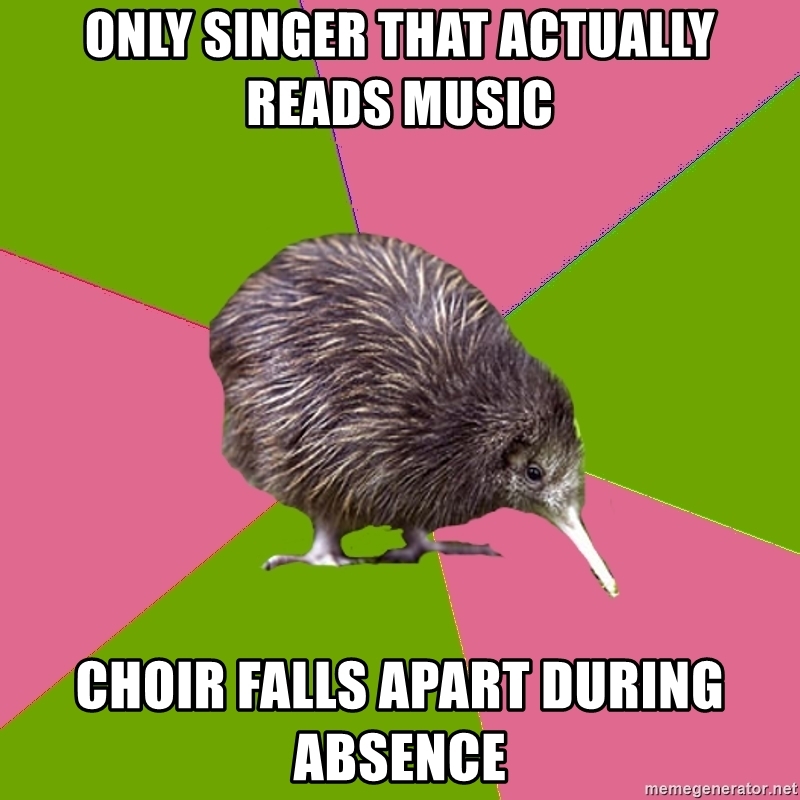 ONLY SINGER THAT ACTUALLY
READS MUSIC
CHOIR FALLS APART DURING
ABSENCE
memegenerator.net